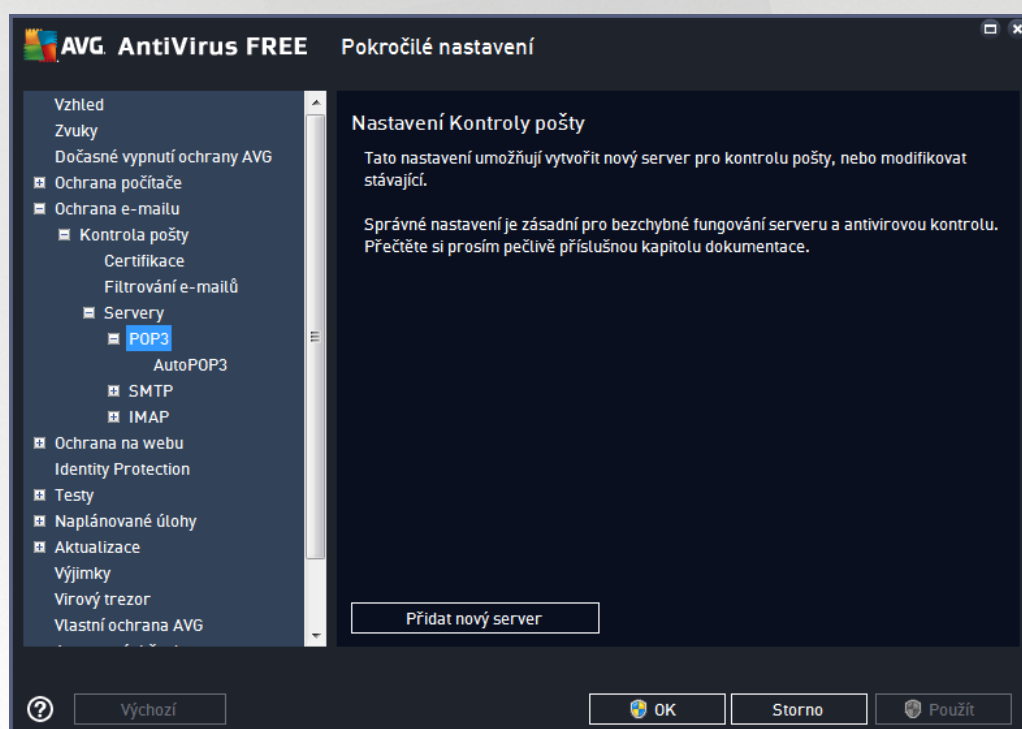 AVG. AntiVirus FREE Pokročilé nastavení
Vzhled
Zvuky
Dočasné vypnutí ochrany AVG
Ochrana počítače
Ochrana e-mailu
Kontrola pošty
Certifikace
Filtrování e-mailů
Servery
POP3
AutoPOP3
SMTP
IMAP
Ochrana na webu
Identity Protection
Testy
Naplánované úlohy
Aktualizace
Výjimky
Virový trezor
Vlastní ochrana AVG
Nastavení Kontroly pošty
Tato nastavení umožňují vytvořit nový server pro kontrolu pošty, nebo modifikovat
stávající.
Správné nastavení je zásadní pro bezchybné fungování serveru a antivirovou kontrolu.
Přečtěte si prosím pečlivě příslušnou kapitolu dokumentace.
Přidat nový server
Výchozí
OK
Storno
Použít